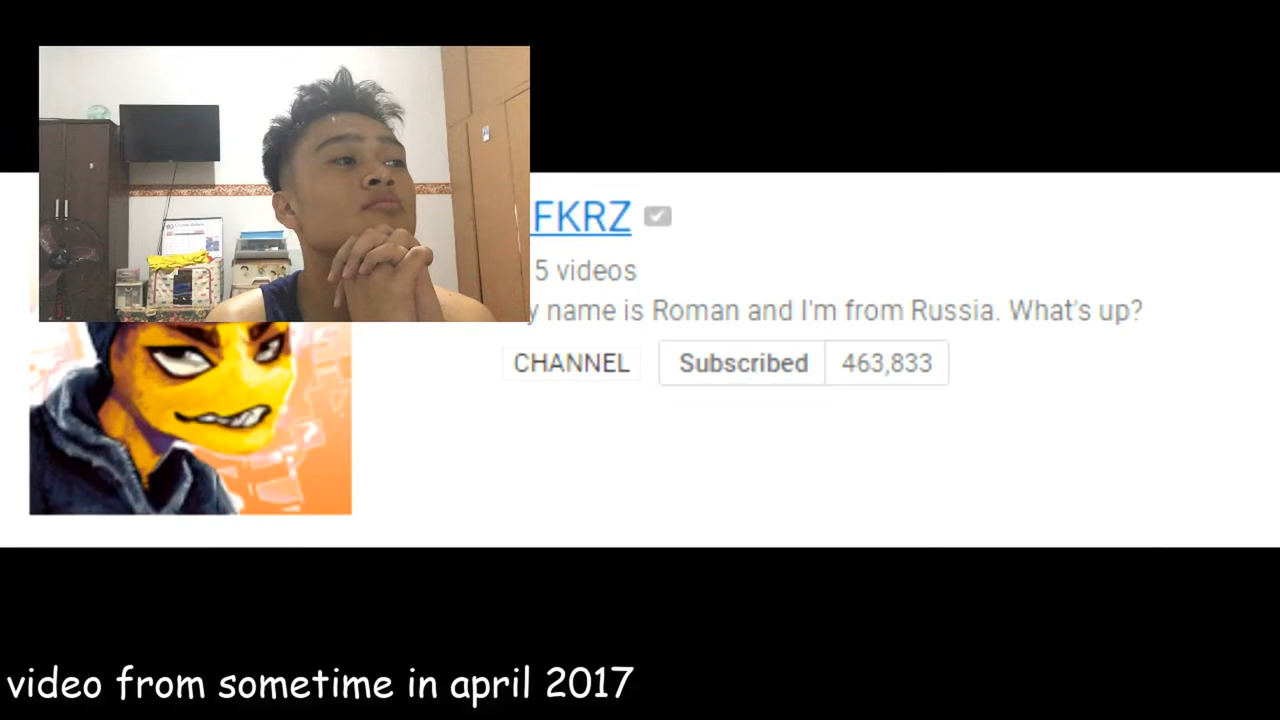 FKRZ
5 videos
y name is Roman and I'm from Russia. What's up?
CHANNEL Subscribed 463,833
video from sometime in april 2017